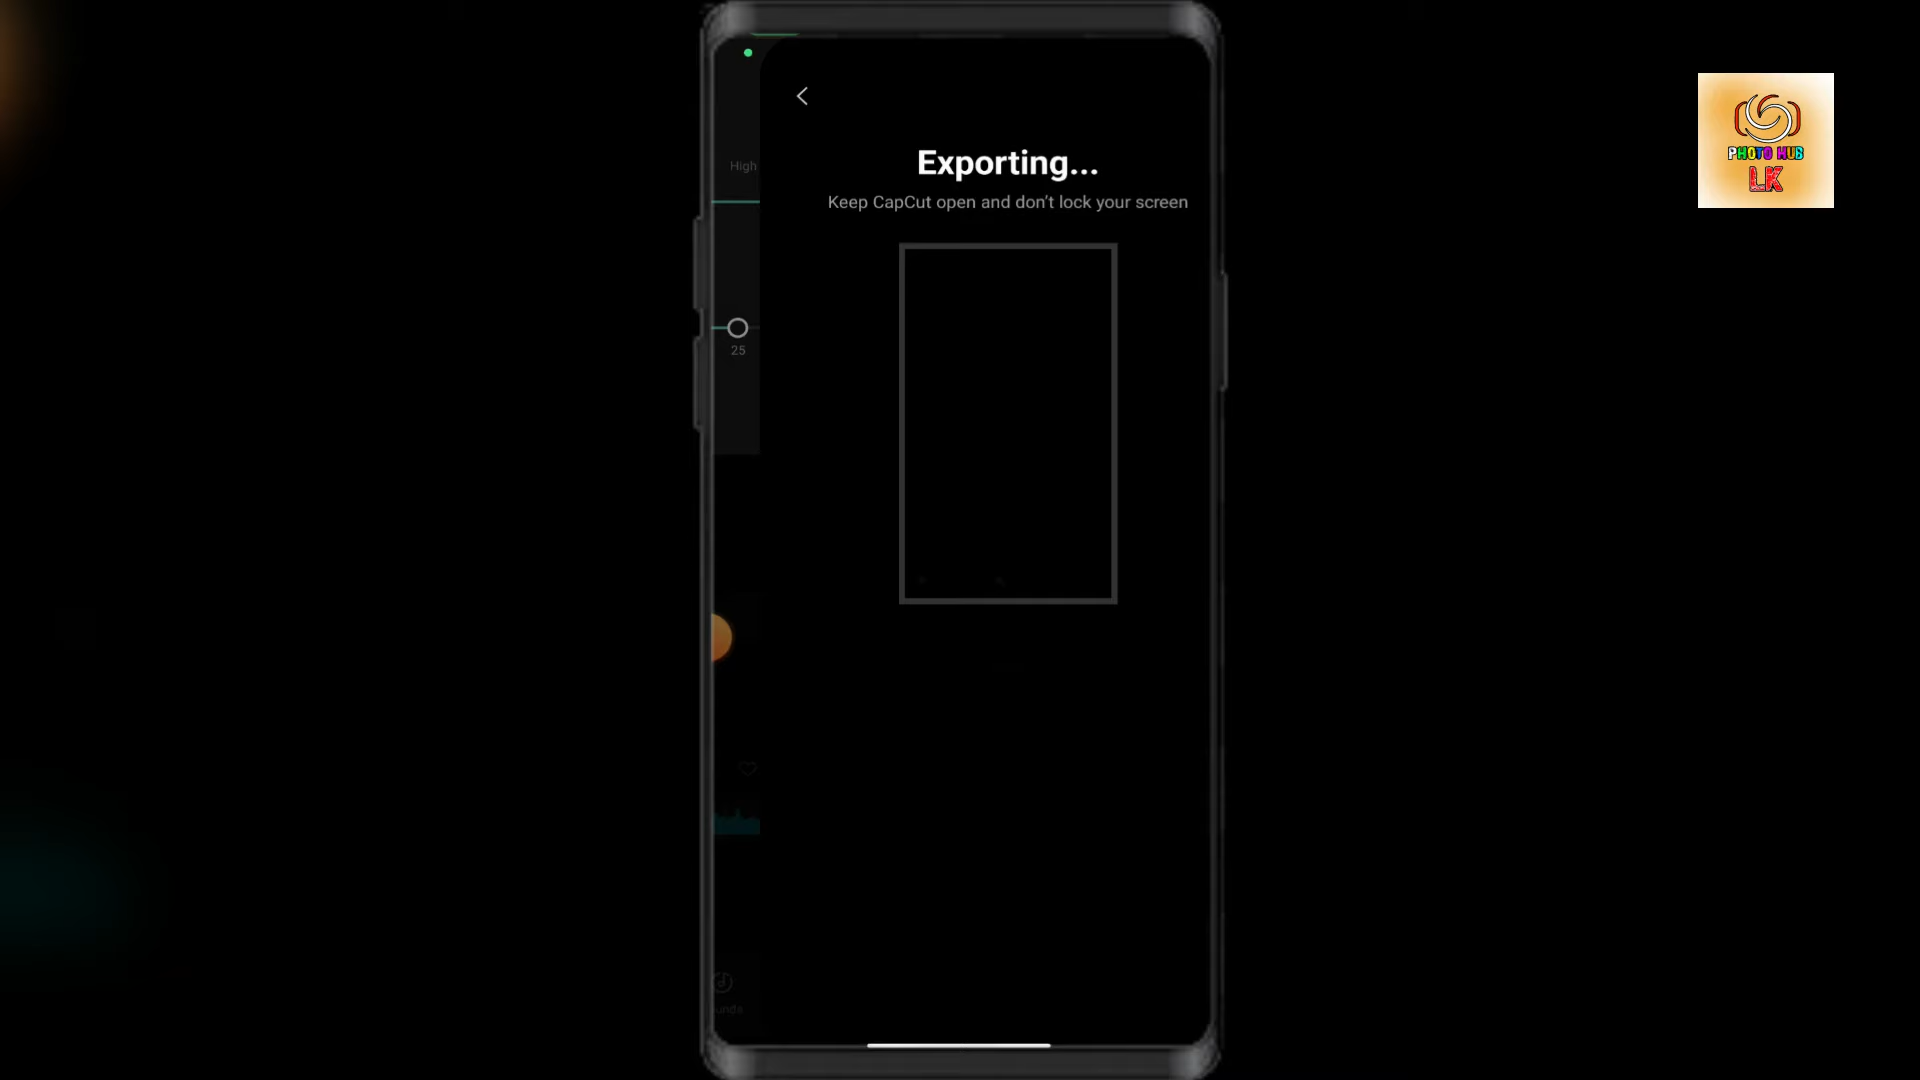 Exporting...
Keep CapCut open and don't lock your screen
High
25
PHOTO HUB
LK